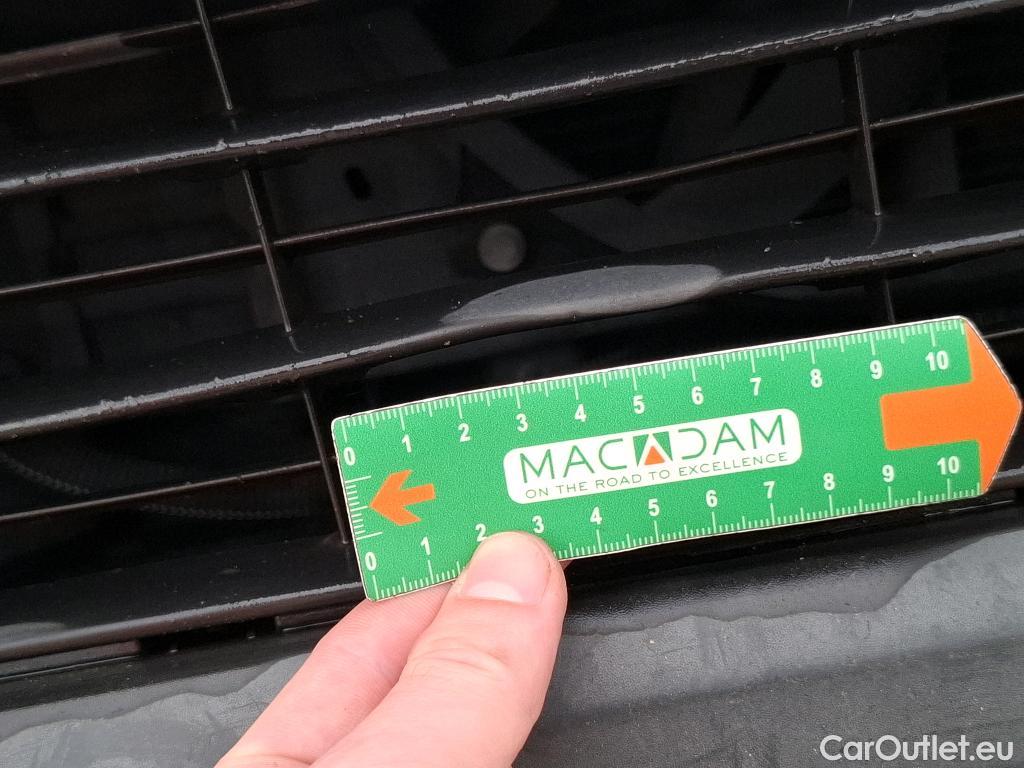 0 1 2 3 4 5 6 7 8 9 10
MACADAM
ON THE ROAD TO EXCELLENCE
0 1 2 3 4 5 6 7 8 9 10
CarOutlet.eu